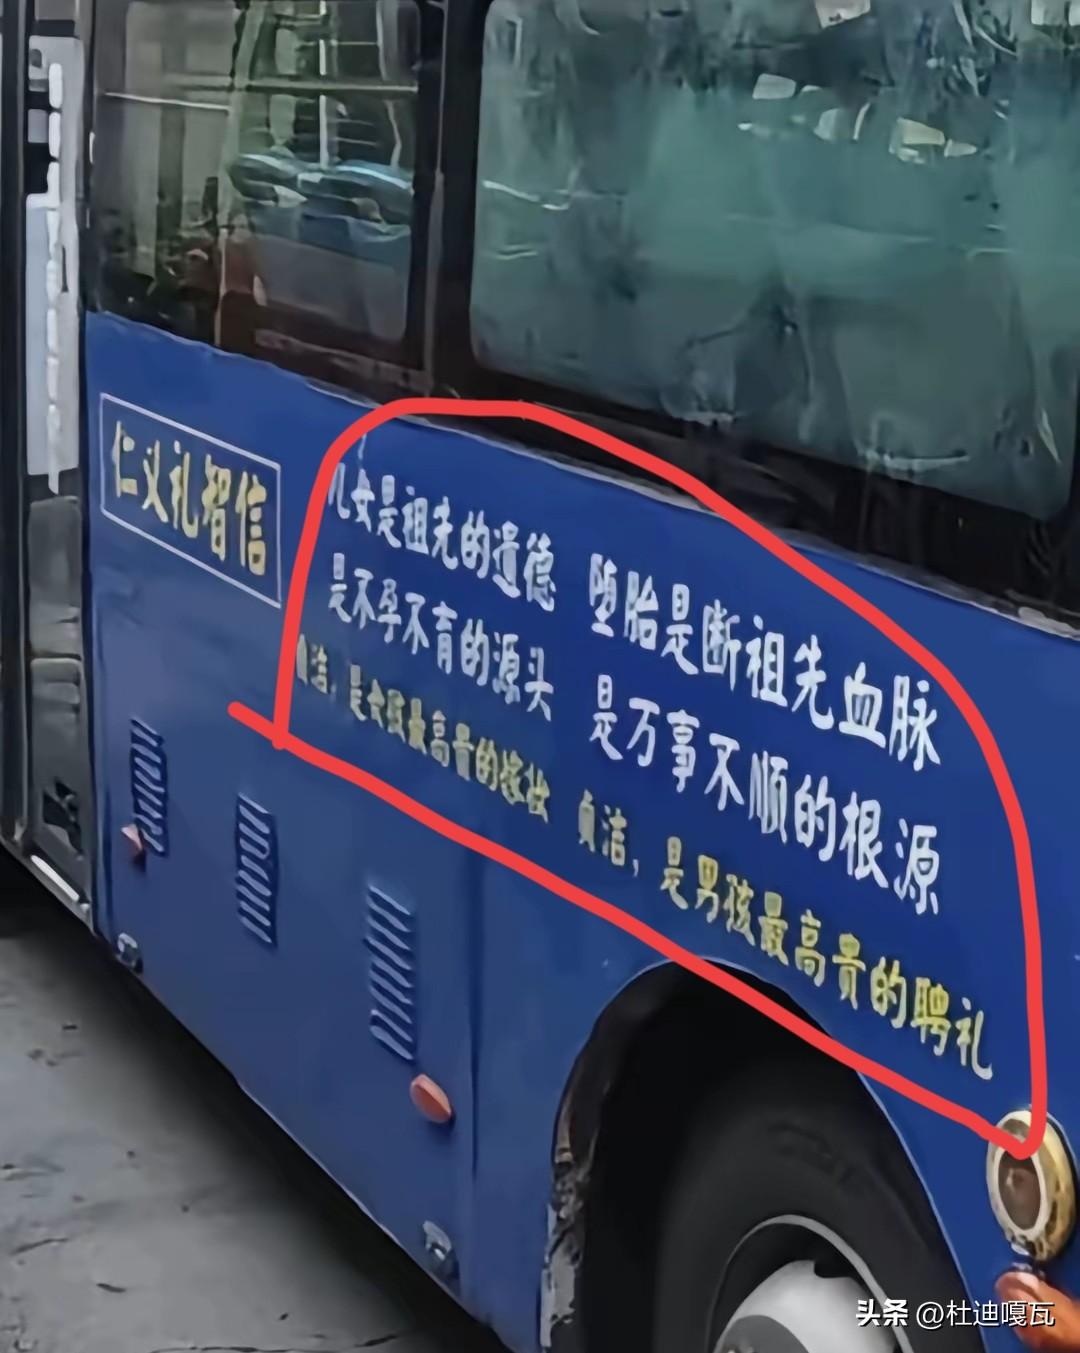 仁义礼智信
儿女是祖先的道德 堕胎是断祖先血脉
是不孕不育的源头 是万事不顺的根源
贞洁，是女孩最高贵的嫁妆 贞洁，是男孩最高贵的聘礼
头条 @杜迪嘎瓦